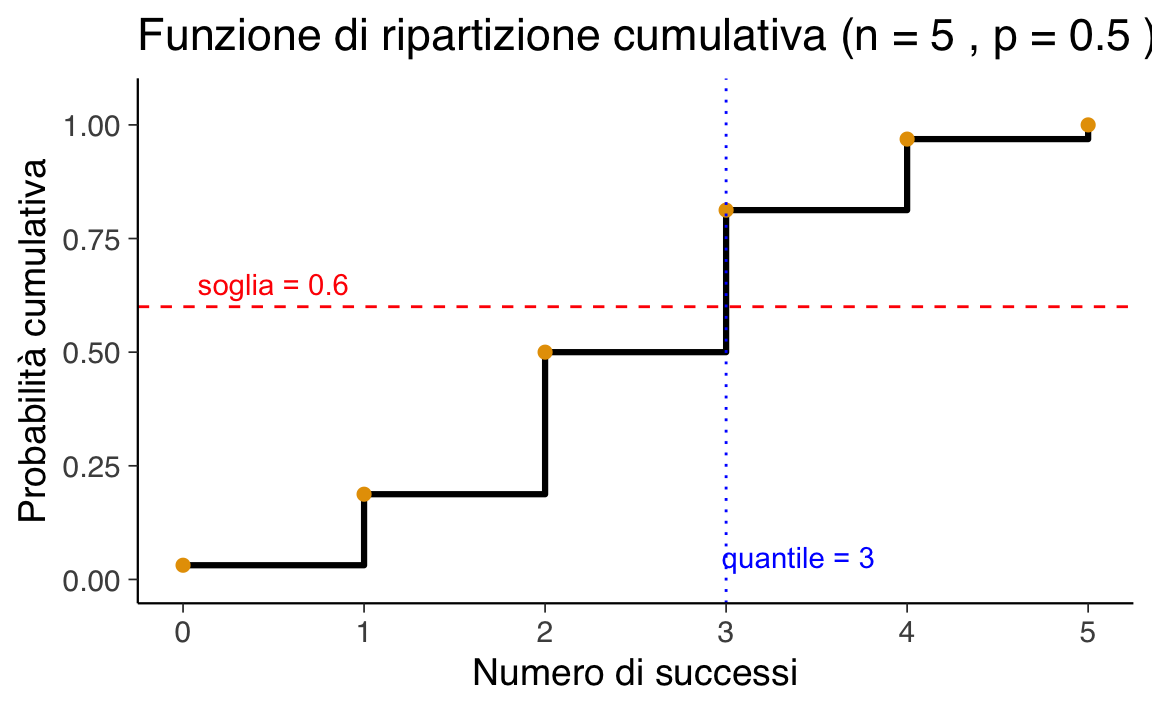 Funzione di ripartizione cumulativa (n = 5 , p = 0.5 )
Probabilità cumulativa
1.00
0.75
0.50
0.25
0.00
soglia = 0.6
quantile = 3
0 1 2 3 4 5
Numero di successi